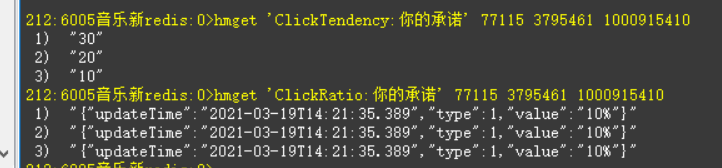 212:6005音乐新redis:0>hmget 'ClickTendency:你的承诺' 77115 3795461 1000915410
1) "30"
2) "20"
3) "10"
212:6005音乐新redis:0>hmget 'ClickRatio:你的承诺' 77115 3795461 1000915410
1) "{"updateTime":"2021-03-19T14:21:35.389","type":1,"value":"10%"}"
2) "{"updateTime":"2021-03-19T14:21:35.389","type":1,"value":"10%"}"
3) "{"updateTime":"2021-03-19T14:21:35.389","type":1,"value":"10%"}"